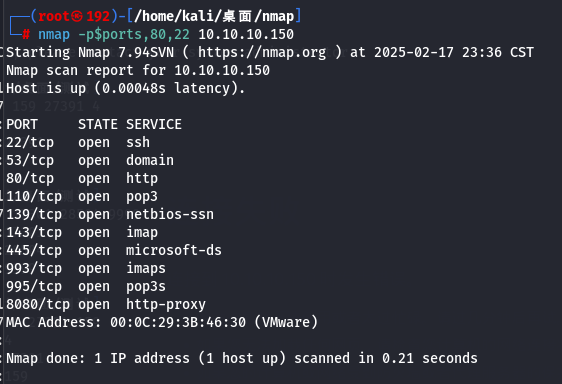 ┌──(root㉿192)-[/home/kali/桌面/nmap]
└─# nmap -p$ports,80,22 10.10.10.150
Starting Nmap 7.94SVN ( https://nmap.org ) at 2025-02-17 23:36 CST
Nmap scan report for 10.10.10.150
Host is up (0.00048s latency).
PORT     STATE SERVICE
22/tcp   open  ssh
53/tcp   open  domain
80/tcp   open  http
110/tcp  open  pop3
139/tcp  open  netbios-ssn
143/tcp  open  imap
445/tcp  open  microsoft-ds
993/tcp  open  imaps
995/tcp  open  pop3s
8080/tcp open  http-proxy
MAC Address: 00:0C:29:3B:46:30 (VMware)
Nmap done: 1 IP address (1 host up) scanned in 0.21 seconds